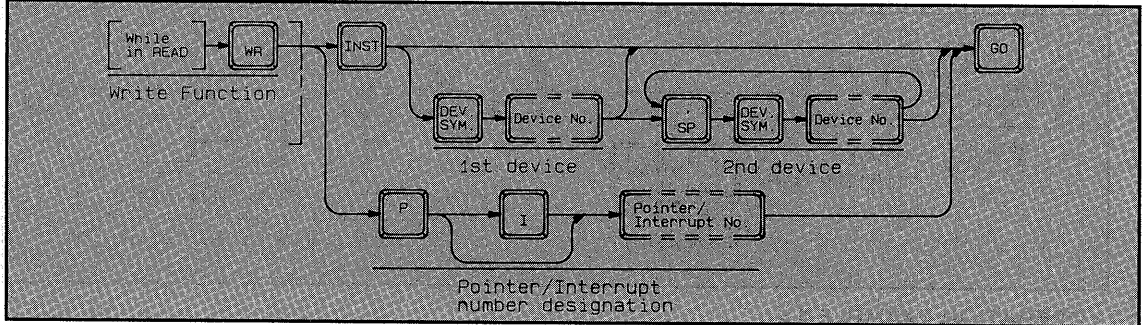 While
in READ
WR
Write Function
INST
GO
DEV
SYM.
Device No.
1st device
,
SP
DEV.
SYM.
Device No.
2nd device
P
I
Pointer/
Interrupt No.
Pointer/Interrupt
number designation